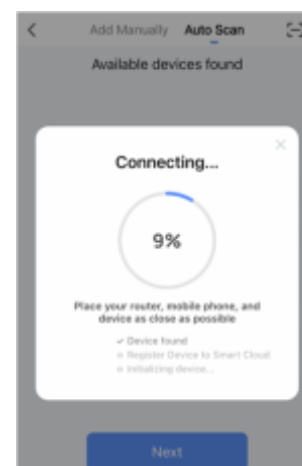 Add Manually Auto Scan
Available devices found
Connecting...
9%
Place your router, mobile phone, and
device as close as possible
Device found
Register Device to Smart Cloud
Initializing device...
Next